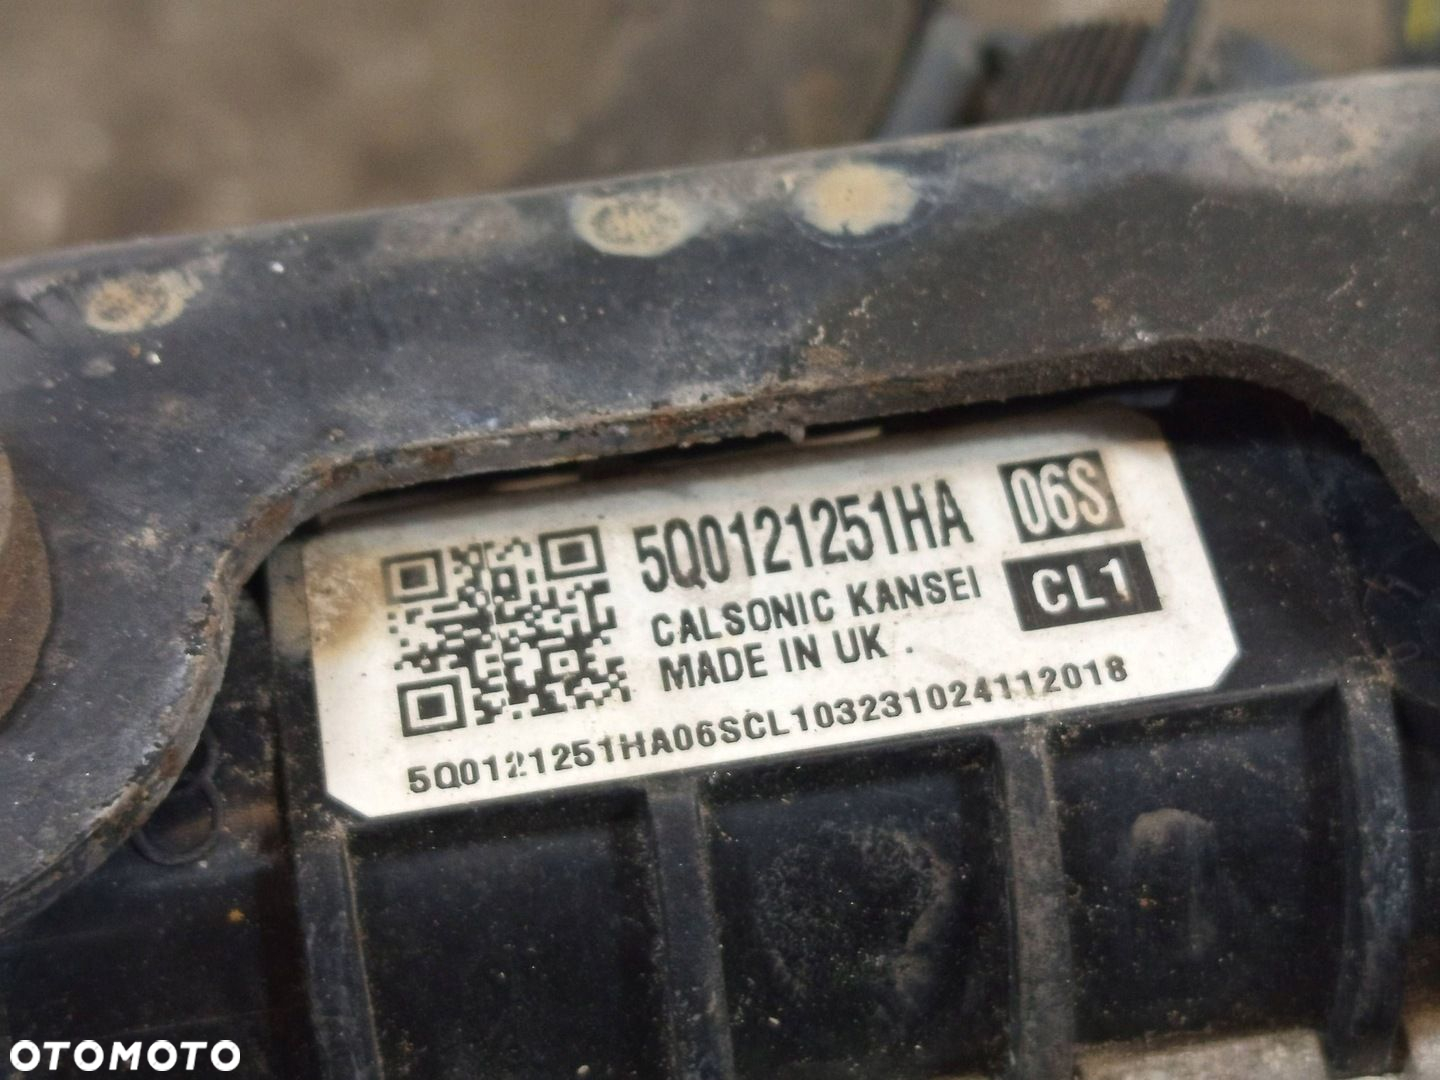 5Q0121251HA 06S
CALSONIC KANSEI CL1
MADE IN UK .
5Q0121251HA06SCL103231024112018
OTOMOTO